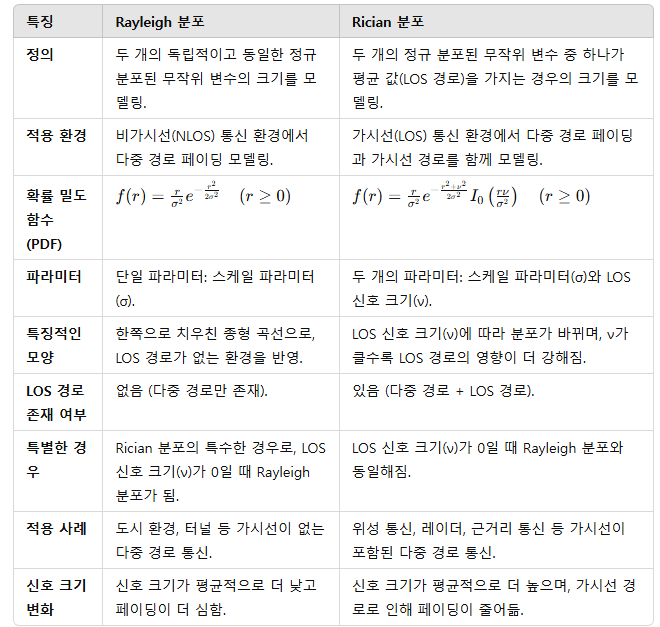 특징 Rayleigh 분포 Rician 분포
정의 두 개의 독립적이고 동일한 정규 두 개의 정규 분포된 무작위 변수 중 하나가
분포된 무작위 변수의 크기를 모 평균 값(LOS 경로)을 가지는 경우의 크기를 모
델링. 델링.
적용 환경 비가시선(NLOS) 통신 환경에서 가시선(LOS) 통신 환경에서 다중 경로 페이딩
다중 경로 페이딩 모델링. 과 가시선 경로를 함께 모델링.
확률 밀도 f(r) = \frac{r}{σ^2} e^{-\frac{r^2}{2σ^2}} (r ≥ 0) f(r) = \frac{r}{σ^2} e^{-\frac{r^2+ν^2}{2σ^2}} I_0 (\frac{rν}{σ^2}) (r ≥ 0)
함수
(PDF)
파라미터 단일 파라미터: 스케일 파라미터 두 개의 파라미터: 스케일 파라미터(σ)와 LOS
(σ). 신호 크기(ν).
특징적인 한쪽으로 치우친 종형 곡선으로, LOS 신호 크기(ν)에 따라 분포가 바뀌며, ν가
모양 LOS 경로가 없는 환경을 반영. 클수록 LOS 경로의 영향이 더 강해짐.
LOS 경로 없음 (다중 경로만 존재). 있음 (다중 경로 + LOS 경로).
존재 여부
특별한 경 Rician 분포의 특수한 경우로, LOS LOS 신호 크기(ν)가 0일 때 Rayleigh 분포와
우 신호 크기(ν)가 0일 때 Rayleigh 동일해짐.
분포가 됨.
적용 사례 도시 환경, 터널 등 가시선이 없는 위성 통신, 레이더, 근거리 통신 등 가시선이
다중 경로 통신. 포함된 다중 경로 통신.
신호 크기 신호 크기가 평균적으로 더 낮고 신호 크기가 평균적으로 더 높으며, 가시선 경
변화 페이딩이 더 심함. 로로 인해 페이딩이 줄어듦.